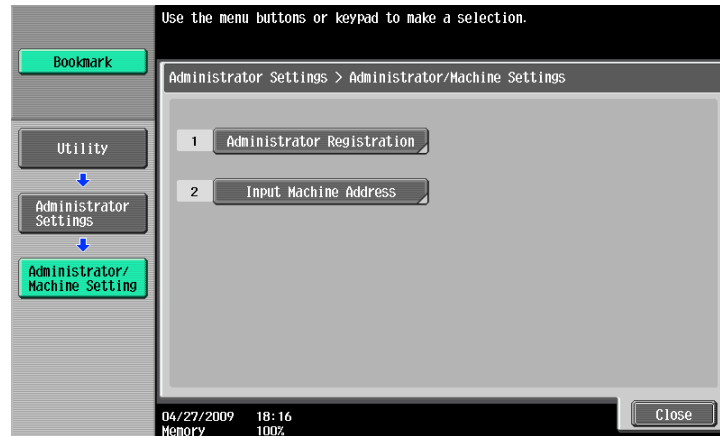 Use the menu buttons or keypad to make a selection.
Bookmark
Administrator Settings > Administrator/Machine Settings
1 Administrator Registration
Utility
2 Input Machine Address
Administrator
Settings
Administrator/
Machine Setting
04/27/2009 18:16
Memory 100%
Close